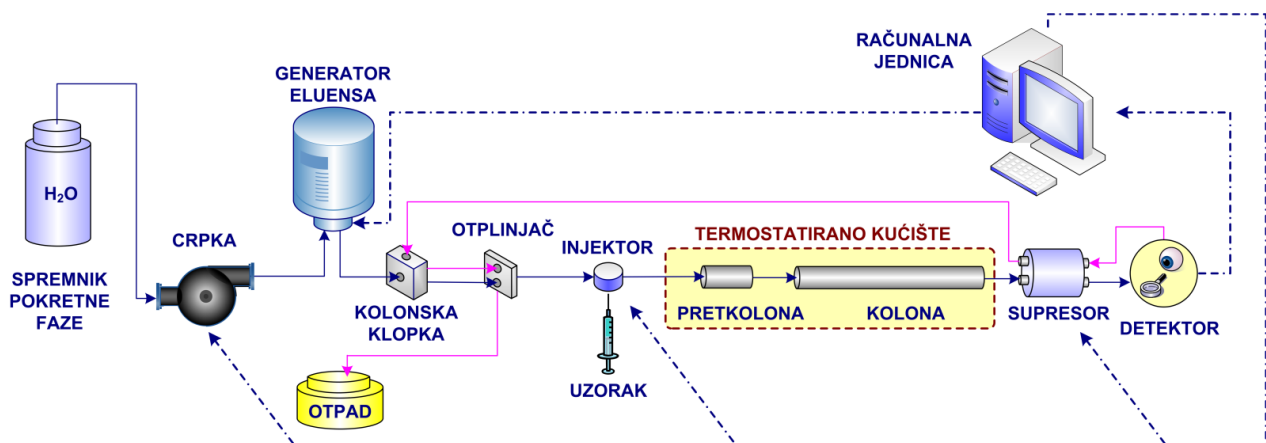 RAČUNALNA
JEDNICA
GENERATOR
ELUENSA
H₂O
CRPKA
OTPLINJAČ
INJEKTOR
TERMOSTATIRANO KUĆIŠTE
SPREMNIK
POKRETNE
FAZE
KOLONSKA
KLOPKA
PRETKOLONA
KOLONA
SUPRESOR
DETEKTOR
UZORAK
OTPAD